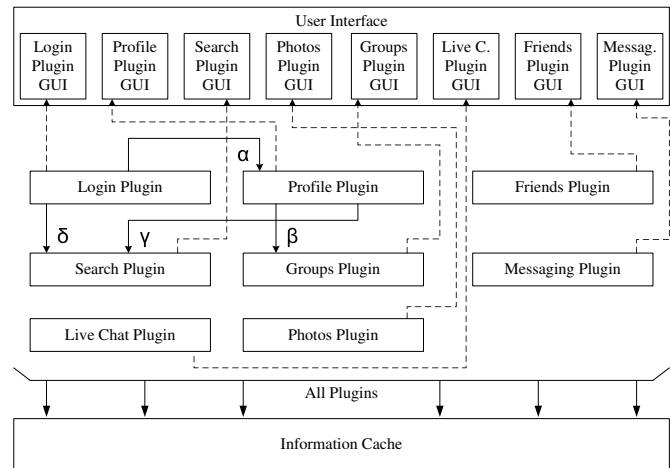 User Interface
Login Plugin GUI
Profile Plugin GUI
Search Plugin GUI
Photos Plugin GUI
Groups Plugin GUI
Live C. Plugin GUI
Friends Plugin GUI
Messag. Plugin GUI
α
Login Plugin
Profile Plugin
Friends Plugin
δ
γ
β
Search Plugin
Groups Plugin
Messaging Plugin
Live Chat Plugin
Photos Plugin
All Plugins
Information Cache